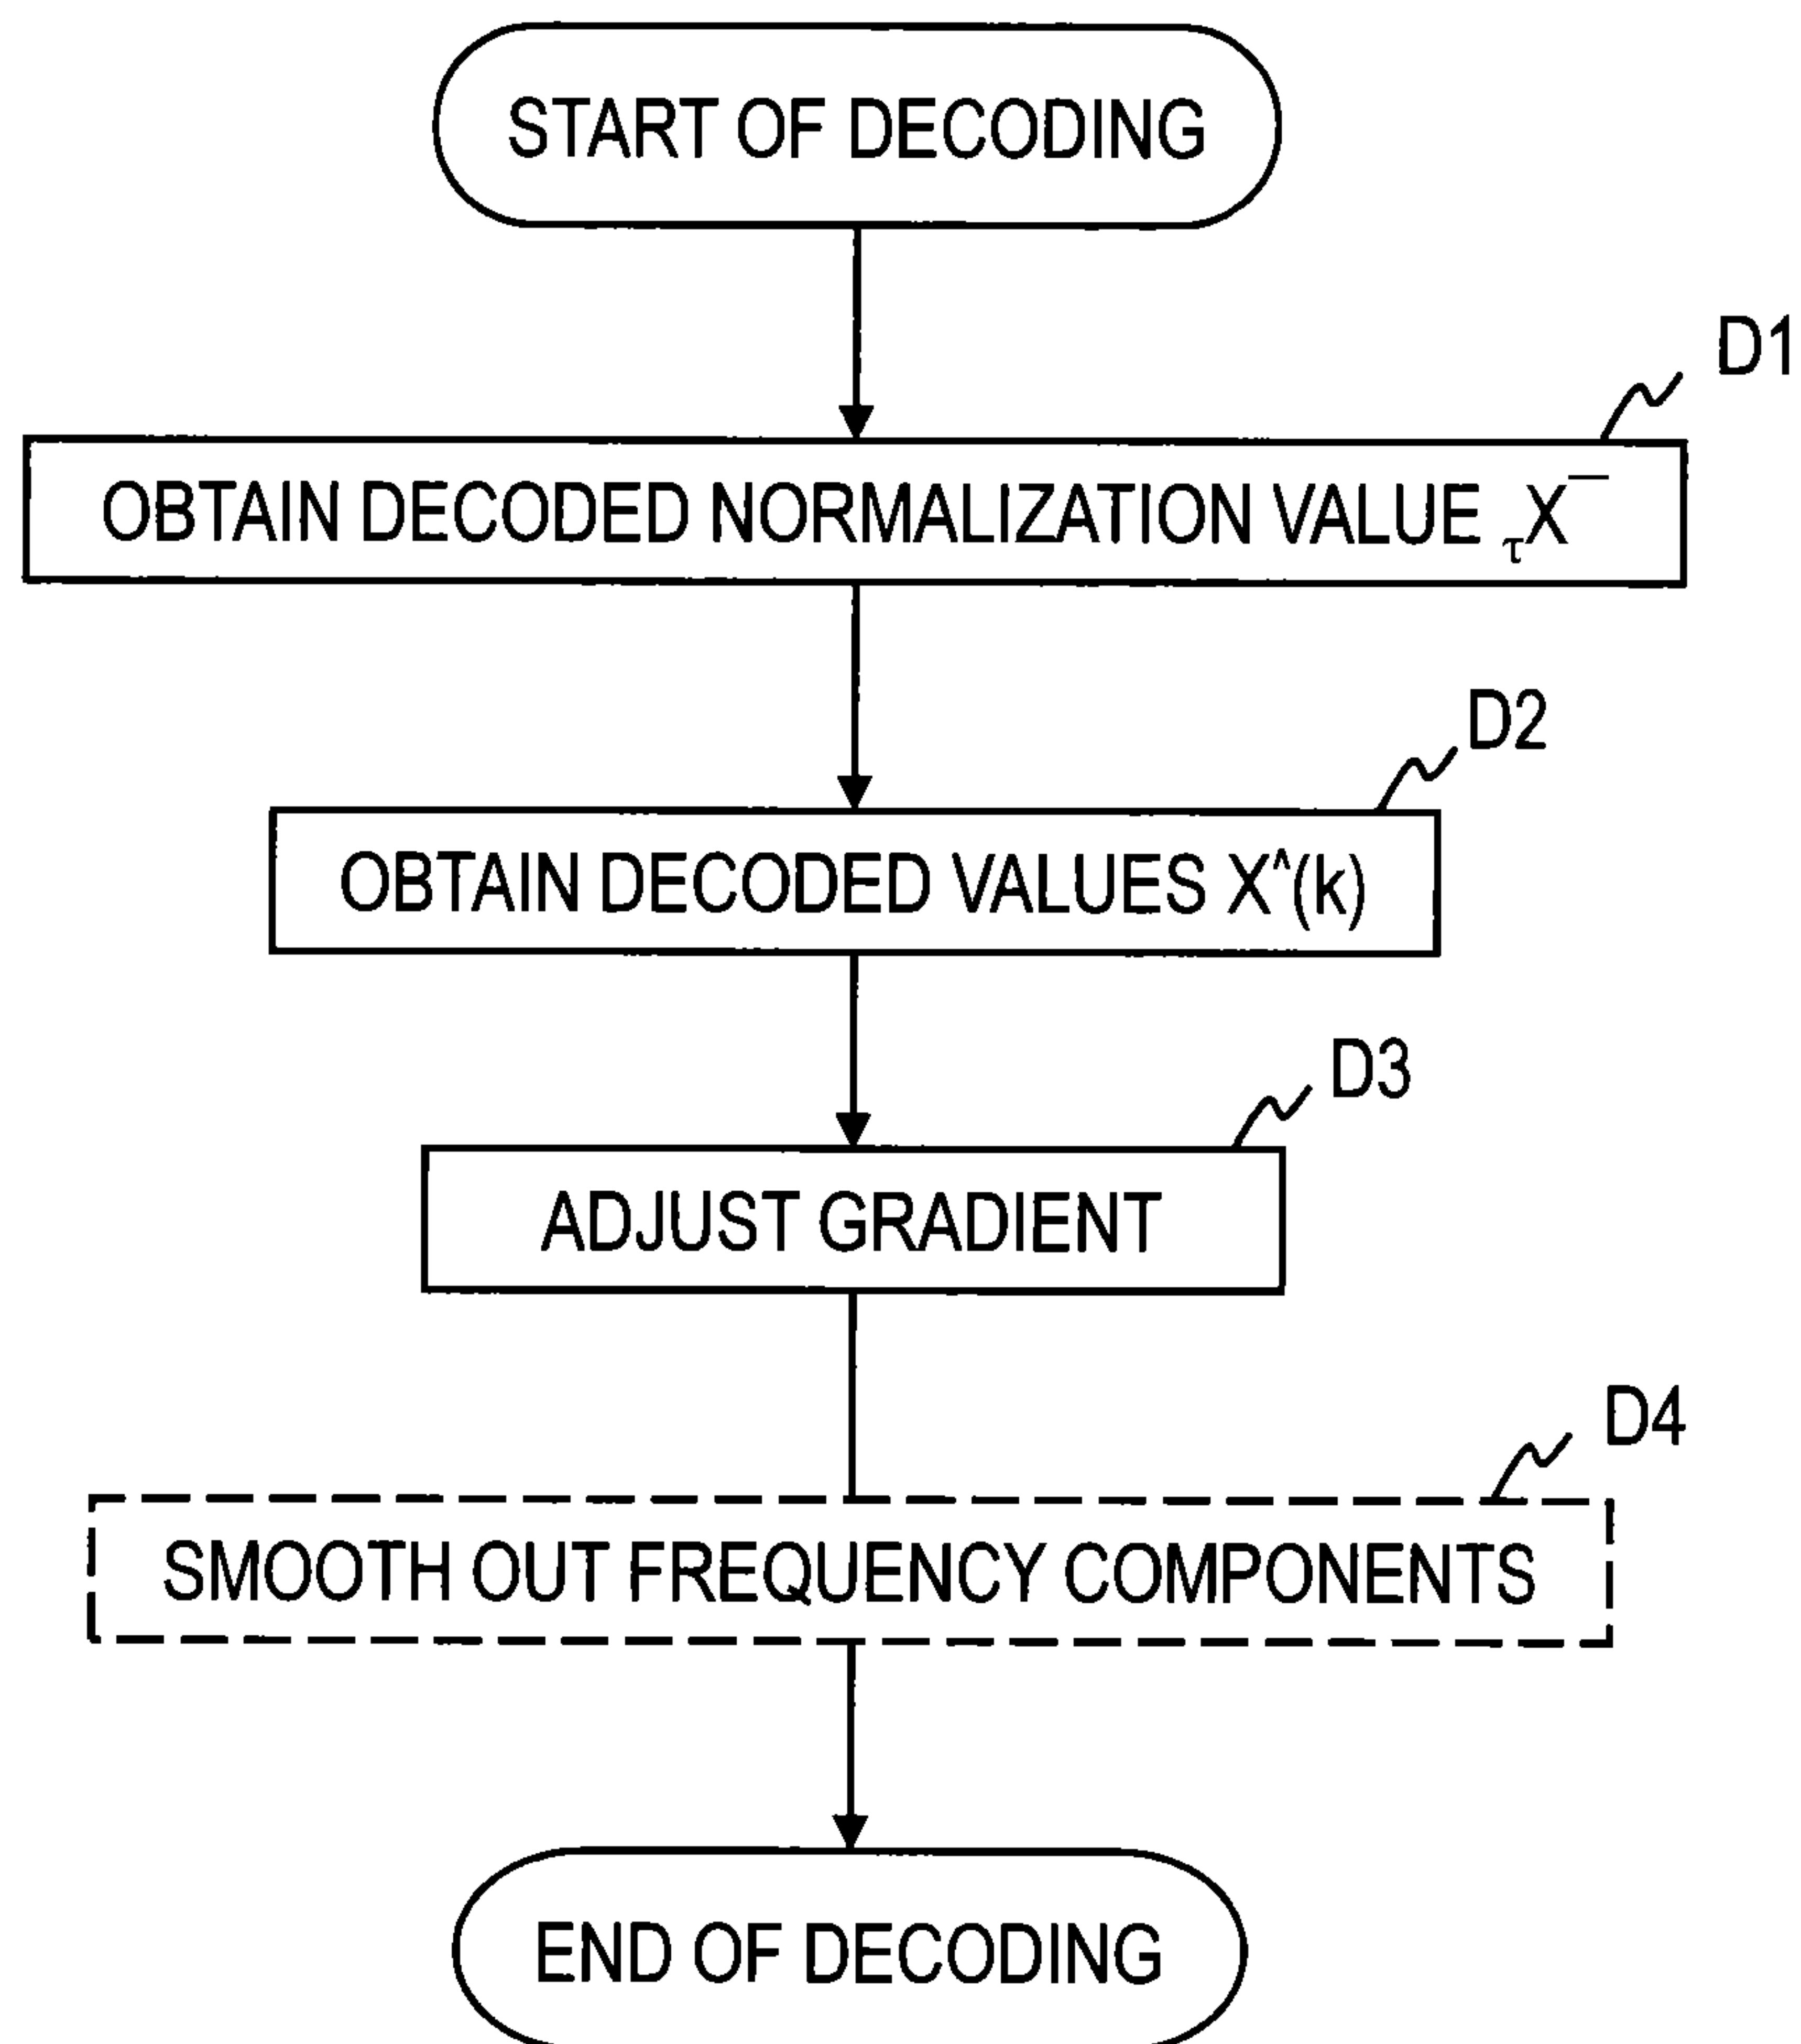 START OF DECODING
D1
OBTAIN DECODED NORMALIZATION VALUE τX‾
D2
OBTAIN DECODED VALUES X^(k)
D3
ADJUST GRADIENT
D4
SMOOTH OUT FREQUENCY COMPONENTS
END OF DECODING